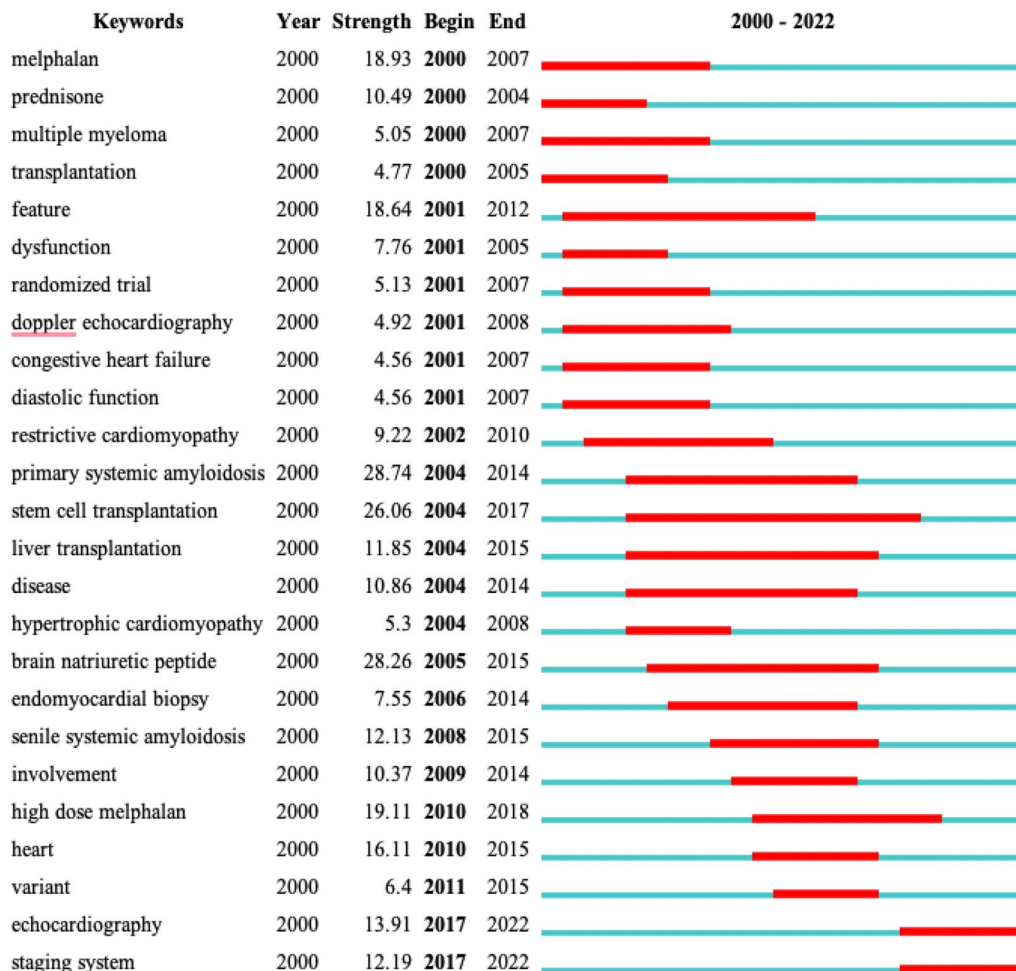 Keywords Year Strength Begin End 2000 - 2022
melphalan 2000 18.93 2000 2007
prednisone 2000 10.49 2000 2004
multiple myeloma 2000 5.05 2000 2007
transplantation 2000 4.77 2000 2005
feature 2000 18.64 2001 2012
dysfunction 2000 7.76 2001 2005
randomized trial 2000 5.13 2001 2007
doppler echocardiography 2000 4.92 2001 2008
congestive heart failure 2000 4.56 2001 2007
diastolic function 2000 4.56 2001 2007
restrictive cardiomyopathy 2000 9.22 2002 2010
primary systemic amyloidosis 2000 28.74 2004 2014
stem cell transplantation 2000 26.06 2004 2017
liver transplantation 2000 11.85 2004 2015
disease 2000 10.86 2004 2014
hypertrophic cardiomyopathy 2000 5.3 2004 2008
brain natriuretic peptide 2000 28.26 2005 2015
endomyocardial biopsy 2000 7.55 2006 2014
senile systemic amyloidosis 2000 12.13 2008 2015
involvement 2000 10.37 2009 2014
high dose melphalan 2000 19.11 2010 2018
heart 2000 16.11 2010 2015
variant 2000 6.4 2011 2015
echocardiography 2000 13.91 2017 2022
staging system 2000 12.19 2017 2022